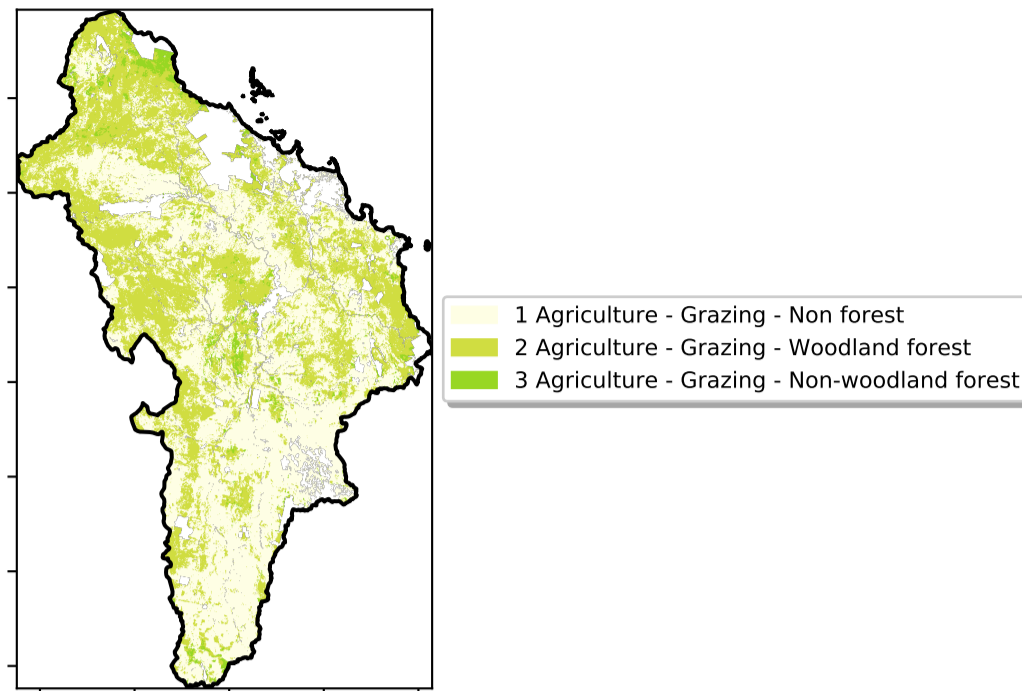 1 Agriculture - Grazing - Non forest
2 Agriculture - Grazing - Woodland forest
3 Agriculture - Grazing - Non-woodland forest